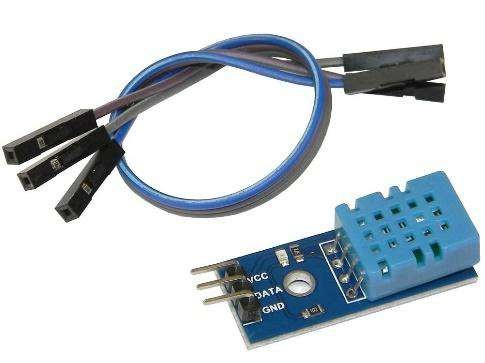 VCC
DATA
GND